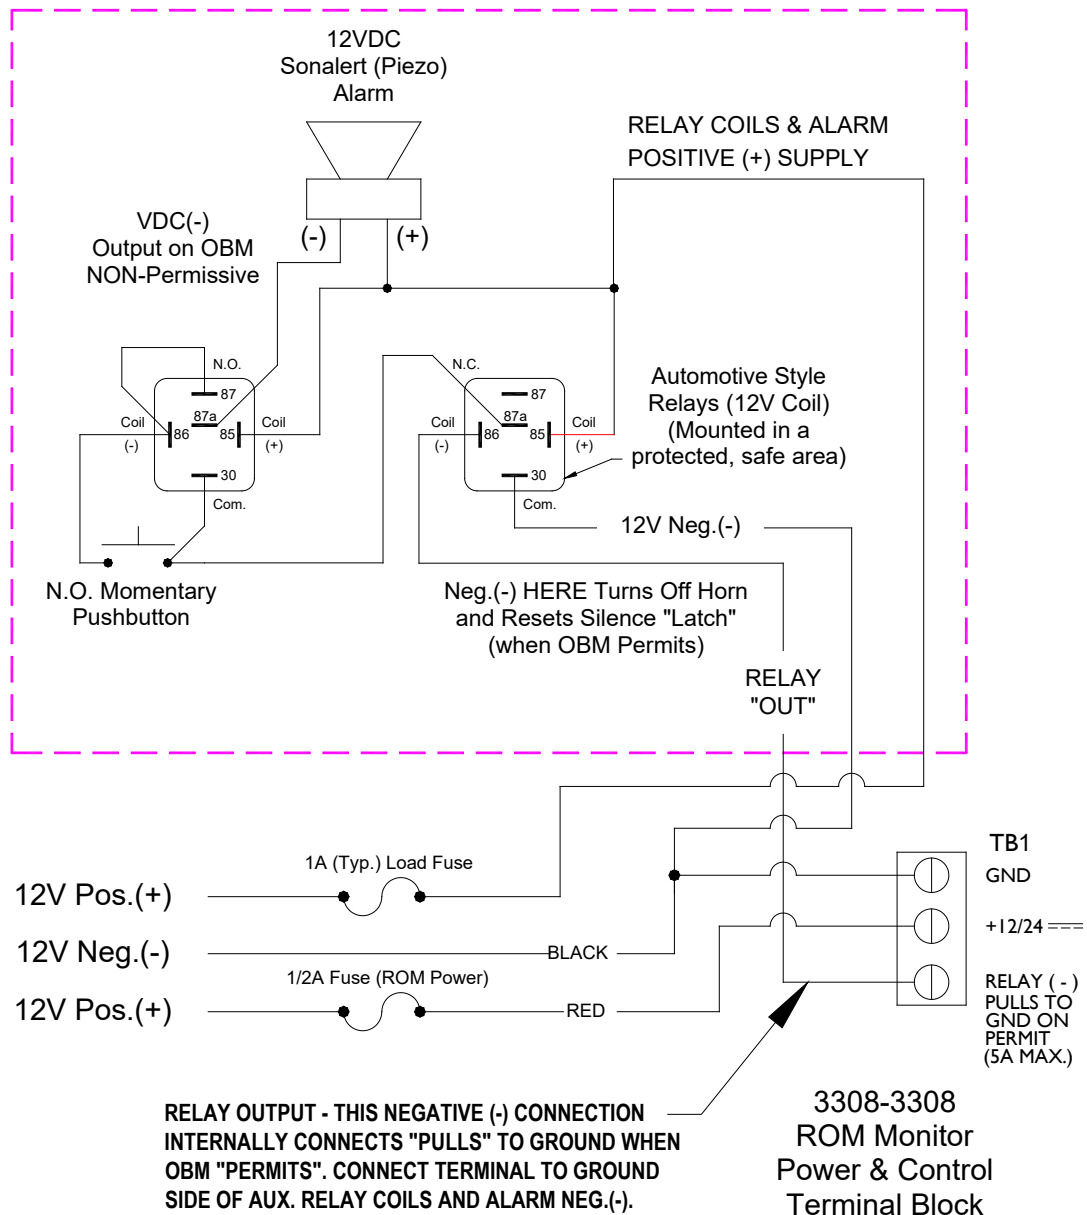 12VDC
Sonalert (Piezo)
Alarm
RELAY COILS & ALARM
POSITIVE (+) SUPPLY
VDC(-)
Output on OBM
NON-Permissive
(-)
(+)
N.O.
87
87a
Coil
(-)
86
85
Coil
(+)
30
Com.
N.C.
87
87a
Coil
(-)
86
85
Coil
(+)
30
Com.
Automotive Style
Relays (12V Coil)
(Mounted in a
protected, safe area)
12V Neg.(-)
N.O. Momentary
Pushbutton
Neg.(-) HERE Turns Off Horn
and Resets Silence "Latch"
(when OBM Permits)
RELAY
"OUT"
1A (Typ.) Load Fuse
12V Pos.(+)
12V Neg.(-)
BLACK
1/2A Fuse (ROM Power)
12V Pos.(+)
RED
TB1
GND
+12/24
RELAY ( - )
PULLS TO
GND ON
PERMIT
(5A MAX.)
RELAY OUTPUT - THIS NEGATIVE (-) CONNECTION
INTERNALLY CONNECTS "PULLS" TO GROUND WHEN
OBM "PERMITS". CONNECT TERMINAL TO GROUND
SIDE OF AUX. RELAY COILS AND ALARM NEG.(-).
3308-3308
ROM Monitor
Power & Control
Terminal Block